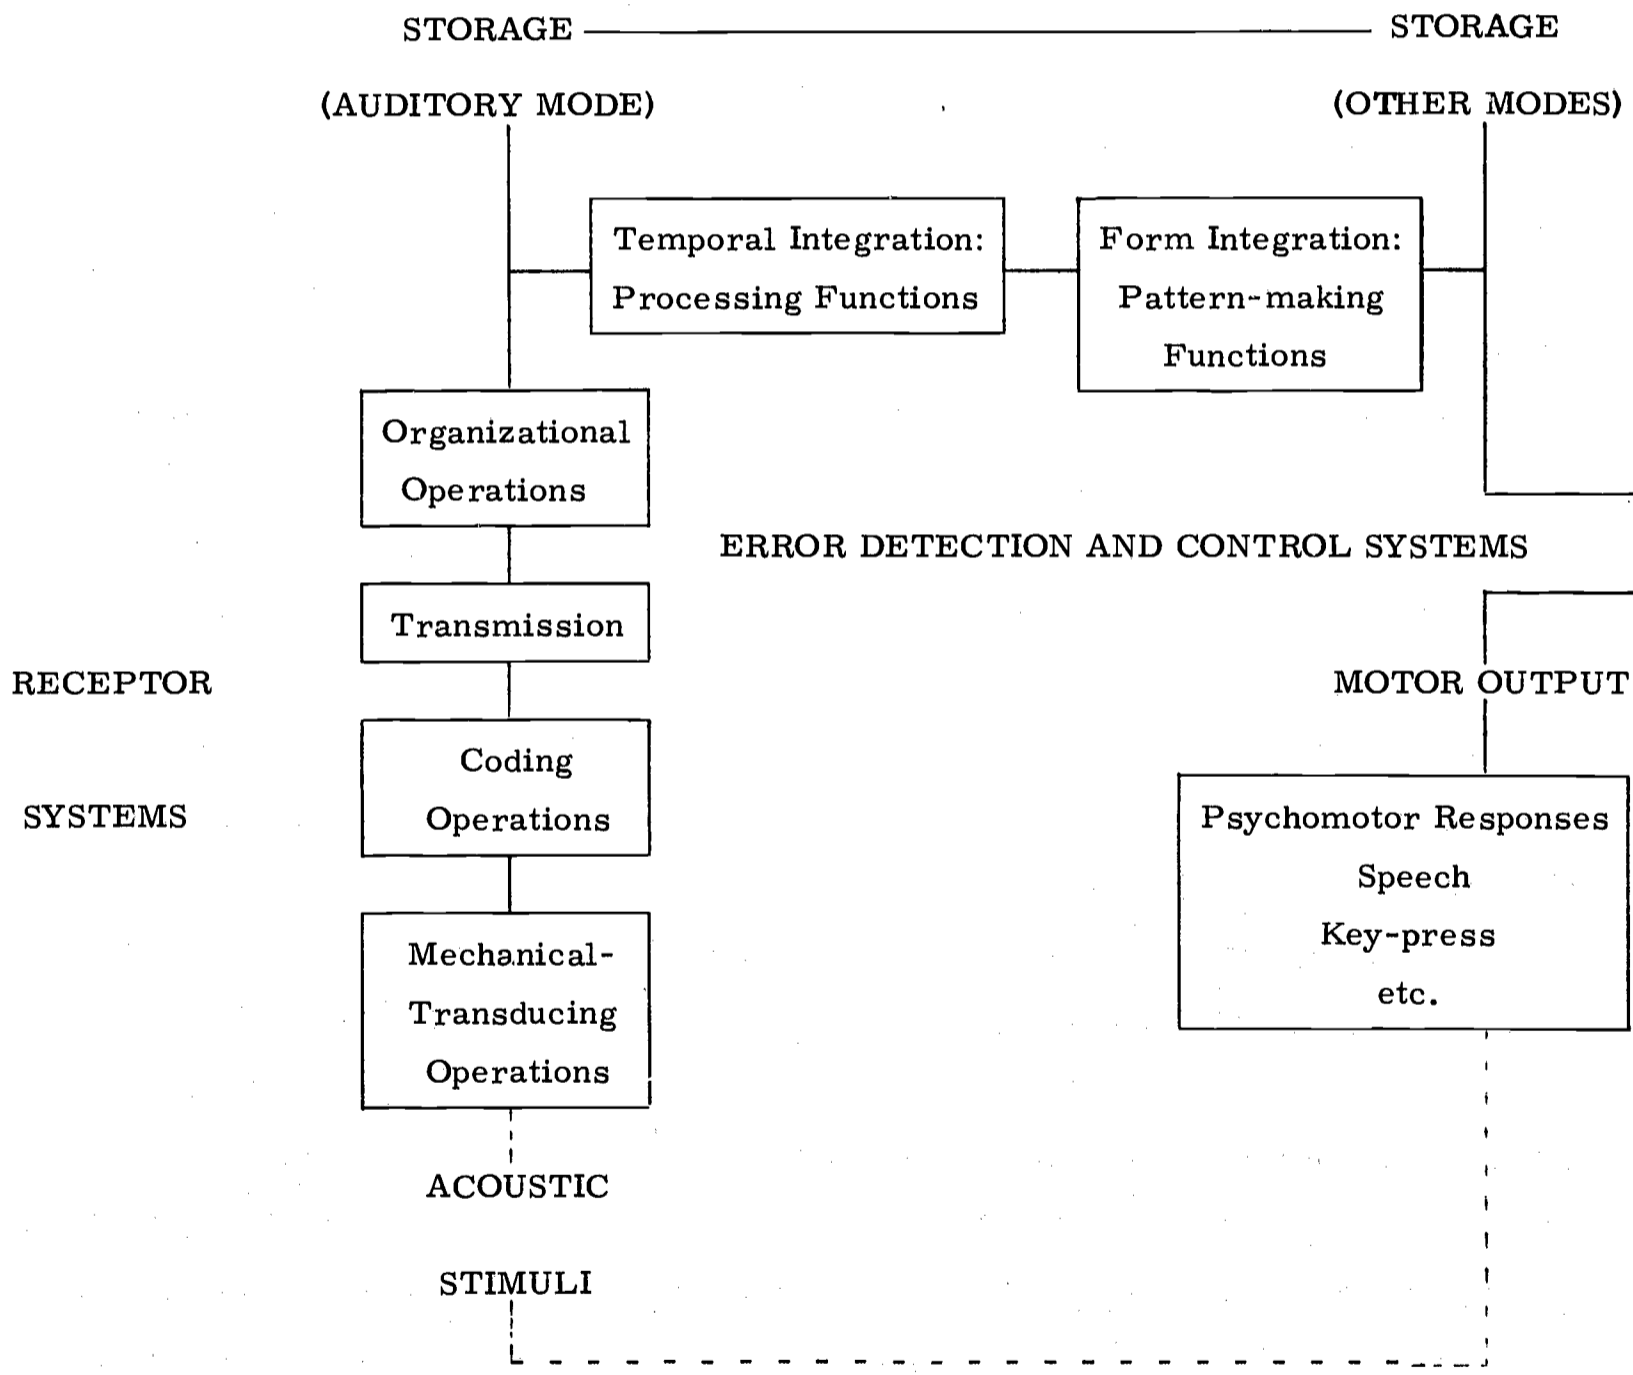 STORAGE STORAGE
(AUDITORY MODE) (OTHER MODES)
Temporal Integration:
Processing Functions
Form Integration:
Pattern-making
Functions
Organizational
Operations
ERROR DETECTION AND CONTROL SYSTEMS
Transmission
RECEPTOR
SYSTEMS
MOTOR OUTPUT
Coding
Operations
Psychomotor Responses
Speech
Key-press
etc.
Mechanical-
Transducing
Operations
ACOUSTIC
STIMULI